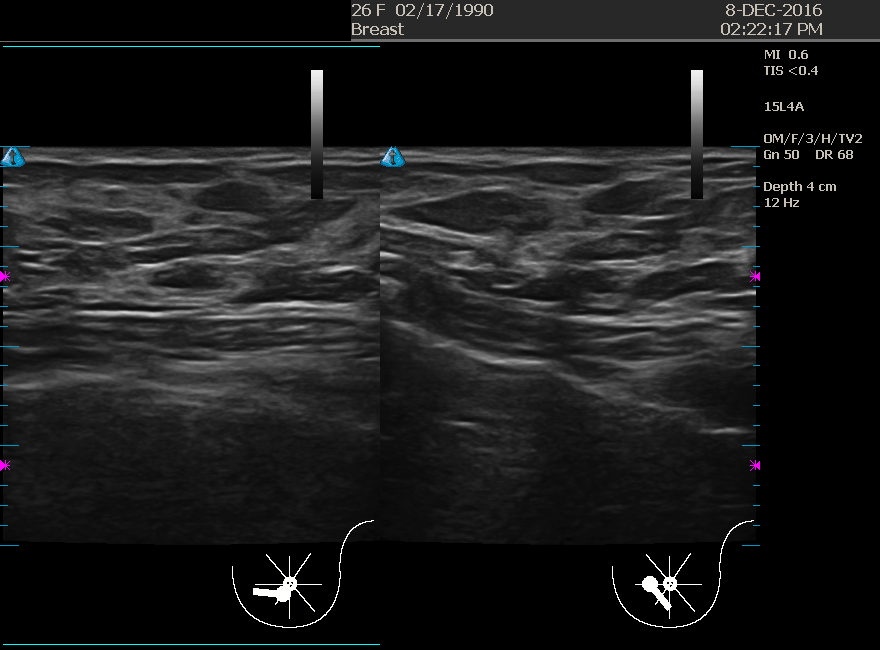 26 F 02/17/1990 8-DEC-2016
Breast 02:22:17 PM
MI 0.6
TIS <0.4
15L4A
OM/F/3/H/TV2
Gn 50 DR 68
Depth 4 cm
12 Hz